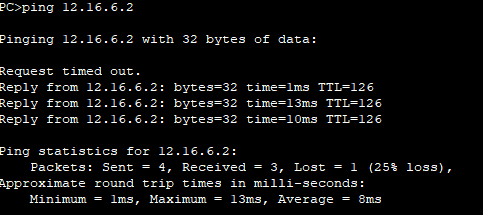 PC>ping 12.16.6.2
Pinging 12.16.6.2 with 32 bytes of data:
Request timed out.
Reply from 12.16.6.2: bytes=32 time=1ms TTL=126
Reply from 12.16.6.2: bytes=32 time=13ms TTL=126
Reply from 12.16.6.2: bytes=32 time=10ms TTL=126
Ping statistics for 12.16.6.2:
Packets: Sent = 4, Received = 3, Lost = 1 (25% loss),
Approximate round trip times in milli-seconds:
Minimum = 1ms, Maximum = 13ms, Average = 8ms